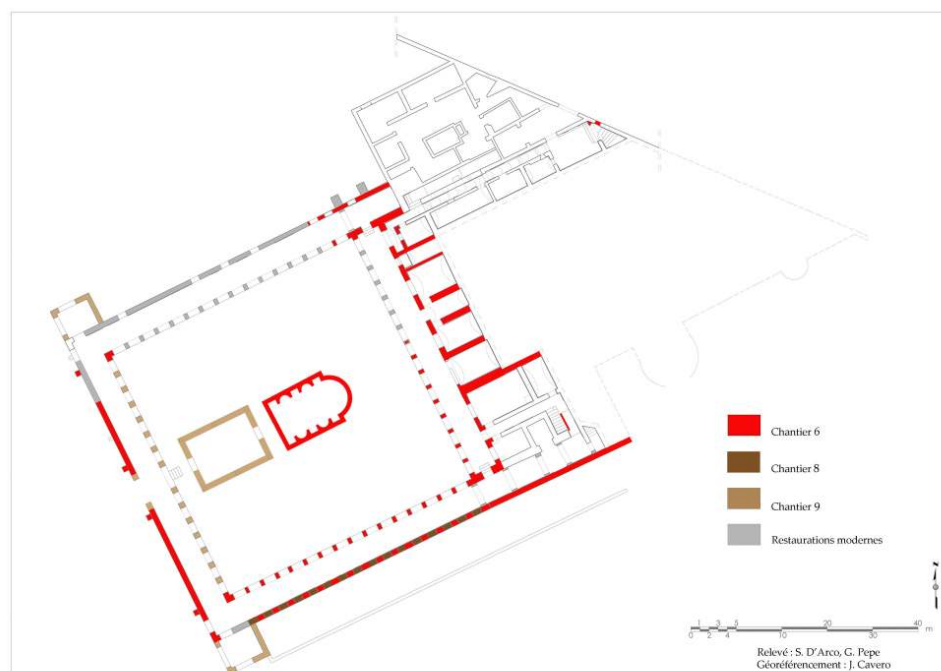 Chantier 6
Chantier 8
Chantier 9
Restaurations modernes
N
1 3 5 20 40 m
0 2 4 10 30
Relevé : S. D'Arco, G. Pepe
Géoréférencement : J. Cavero